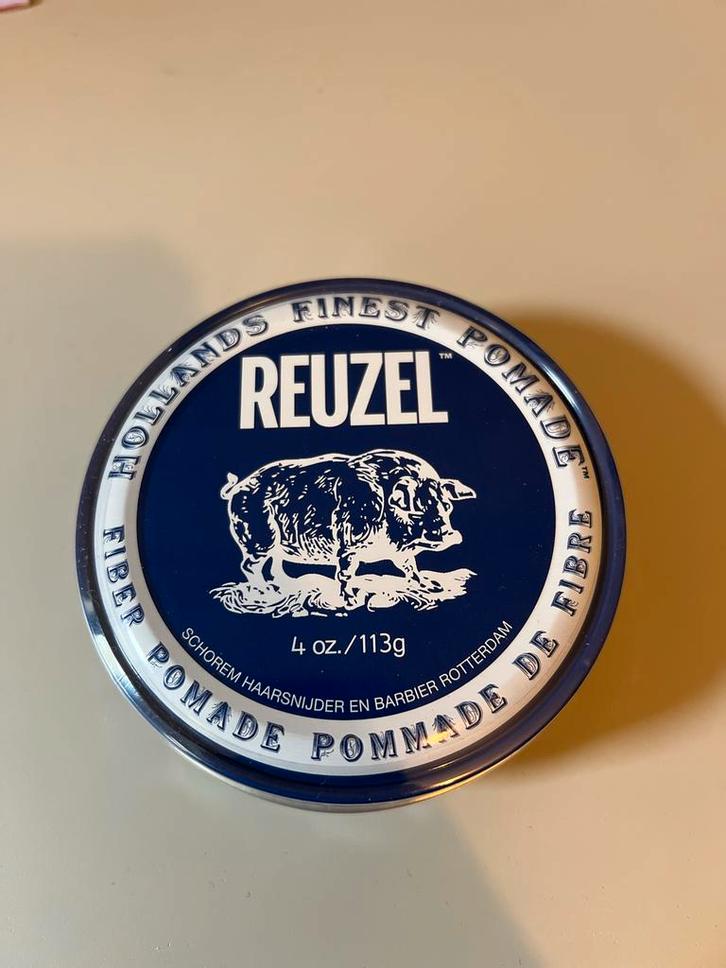 HOLLANDS FINEST POMADE™
REUZEL™
4 oz./113g
SCHOREM HAARSNIJDER EN BARBIER ROTTERDAM
FIBER POMADE POMMADE DE FIBRE